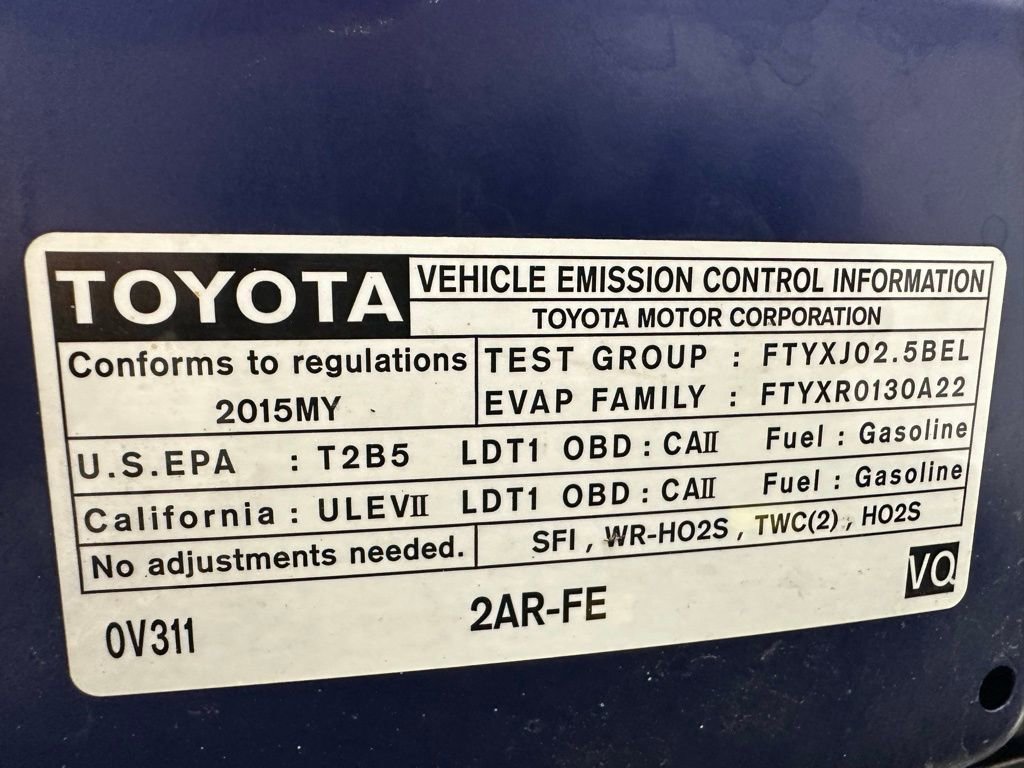 TOYOTA VEHICLE EMISSION CONTROL INFORMATION
TOYOTA MOTOR CORPORATION
Conforms to regulations
2015MY
TEST GROUP : FTYXJ02.5BEL
EVAP FAMILY : FTYXR0130A22
U.S.EPA : T2B5 LDT1 OBD : CAII Fuel : Gasoline
California : ULEVII LDT1 OBD : CAII Fuel : Gasoline
No adjustments needed. SFI , WR-HO2S , TWC(2) , HO2S
0V311 2AR-FE VQ